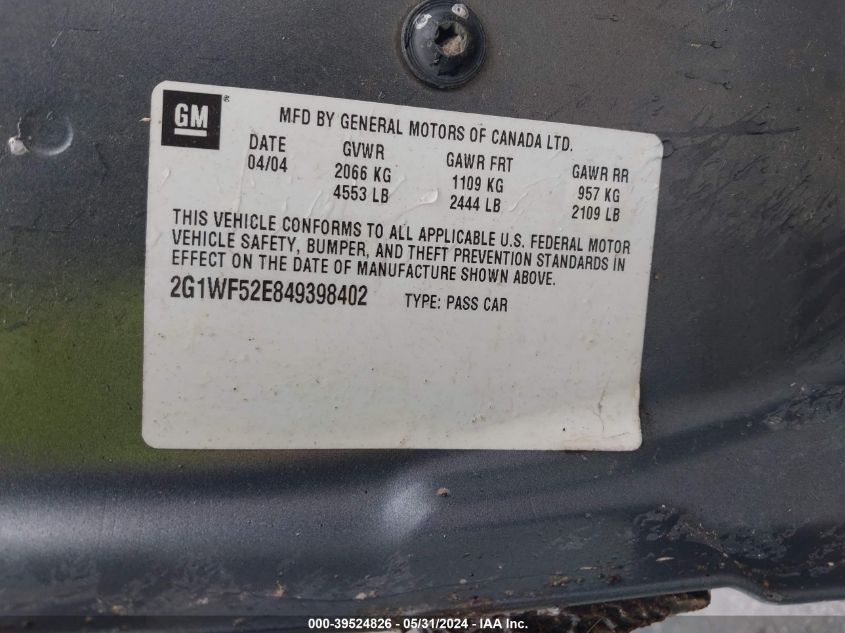 GM®
MFD BY GENERAL MOTORS OF CANADA LTD.
DATE GVWR GAWR FRT GAWR RR
04/04 2066 KG 1109 KG 957 KG
4553 LB 2444 LB 2109 LB
THIS VEHICLE CONFORMS TO ALL APPLICABLE U.S. FEDERAL MOTOR
VEHICLE SAFETY, BUMPER, AND THEFT PREVENTION STANDARDS IN
EFFECT ON THE DATE OF MANUFACTURE SHOWN ABOVE.
2G1WF52E849398402 TYPE: PASS CAR
000-39524826 - 05/31/2024 - IAA Inc.